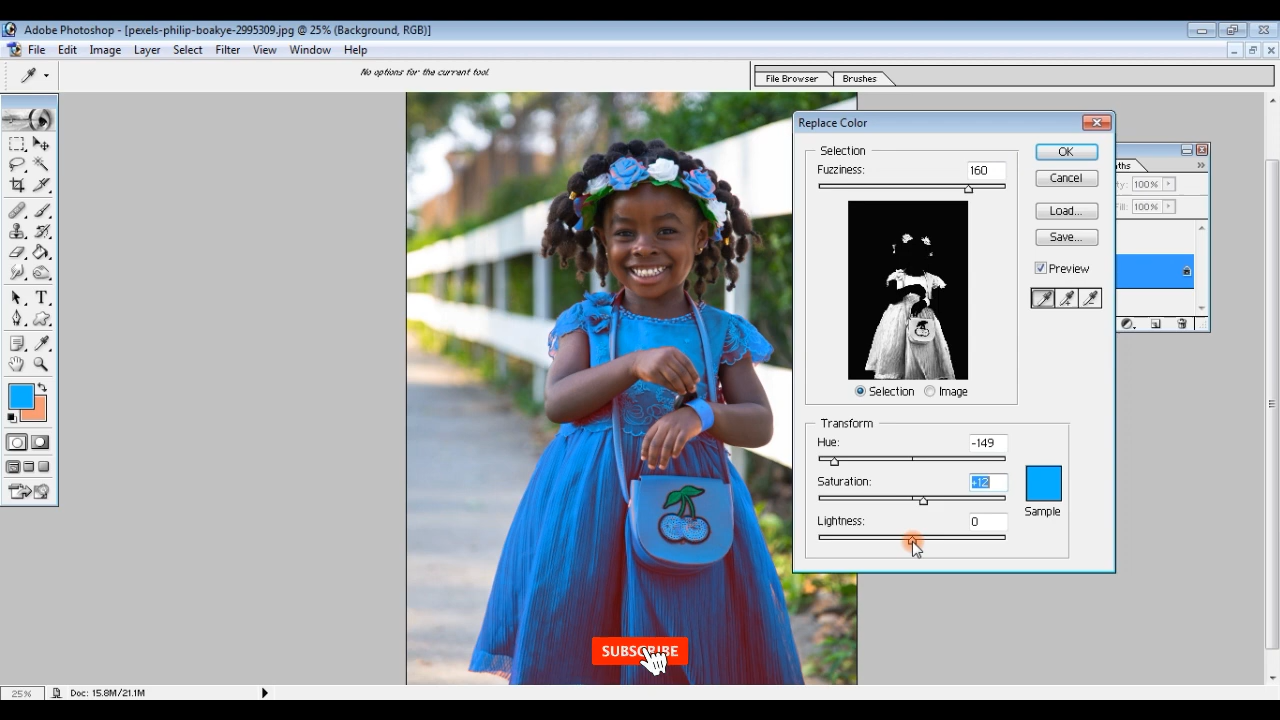 Adobe Photoshop - [pexels-philip-boakye-2995309.jpg @ 25% (Background, RGB)]
File Edit Image Layer Select Filter View Window Help
No options for the current tool.
File Browser Brushes
Replace Color
Selection
Fuzziness: 160
OK
Cancel
Load...
Save...
Preview
Selection Image
Transform
Hue: -149
Saturation: +12
Lightness: 0
Sample
100%
100%
SUBSCRIBE
25% Doc: 15.8M/21.1M